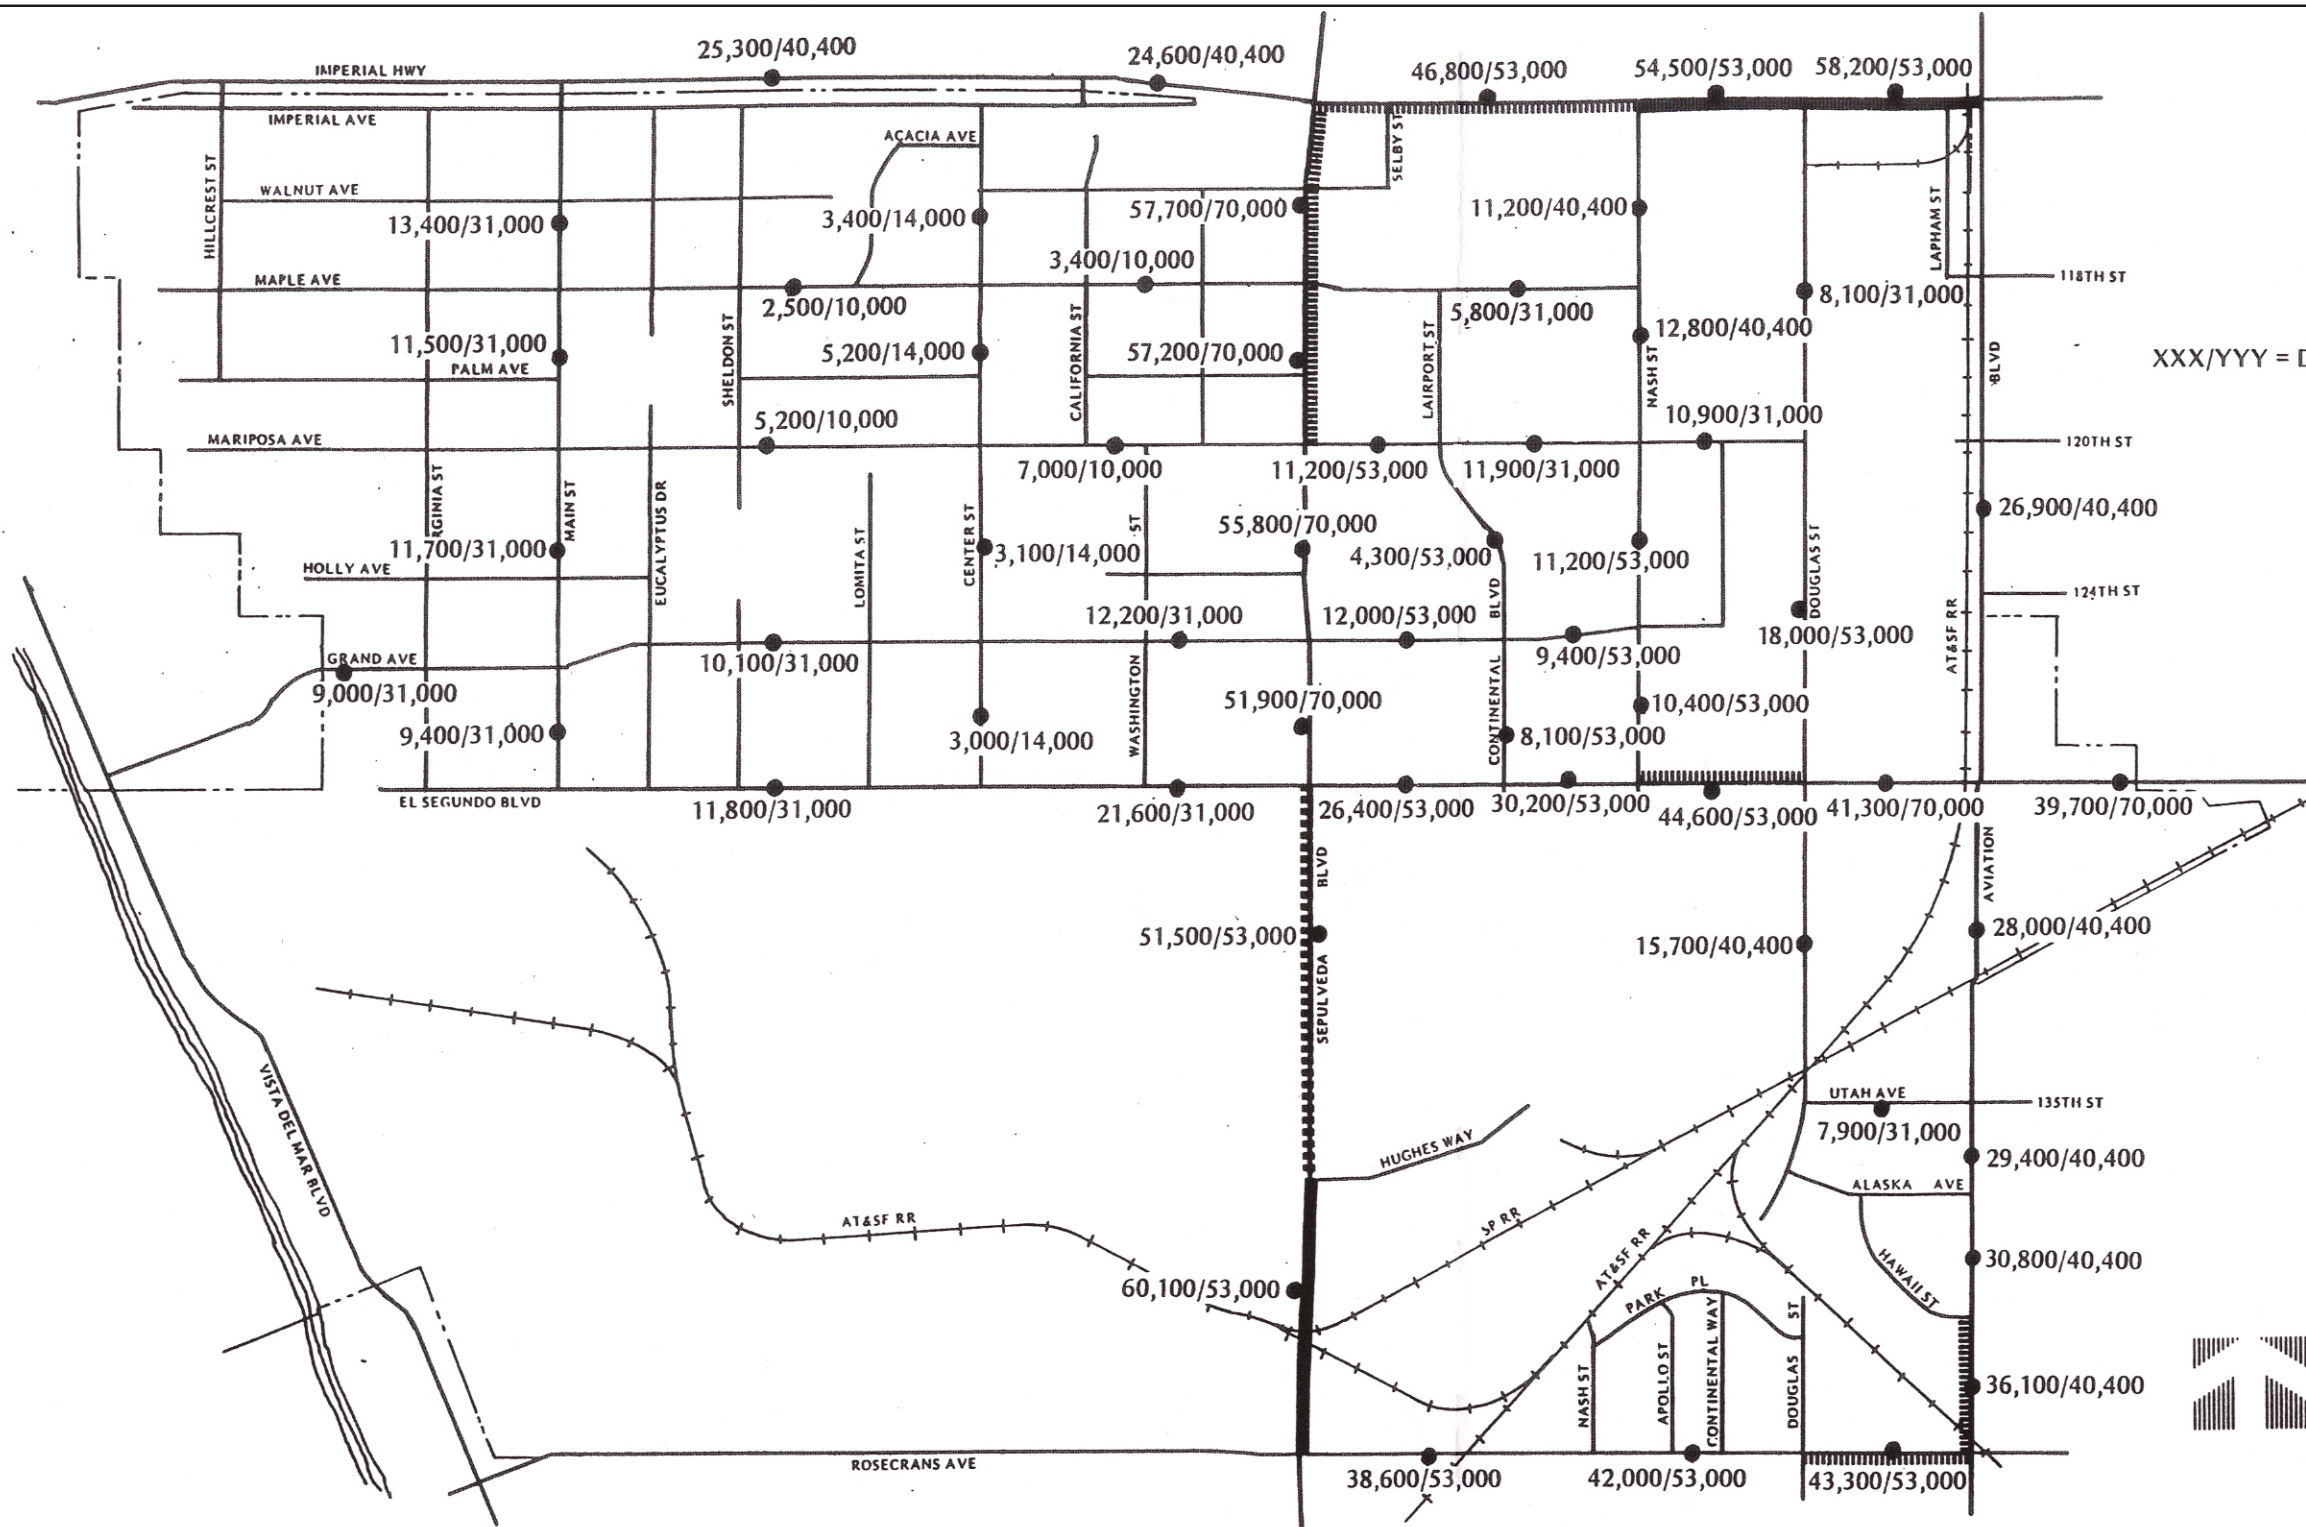 25,300/40,400
24,600/40,400
46,800/53,000
54,500/53,000
58,200/53,000
IMPERIAL HWY
IMPERIAL AVE
ACACIA AVE
SELBY ST
HILLCREST ST
WALNUT AVE
13,400/31,000
3,400/14,000
57,700/70,000
11,200/40,400
LAPHAM ST
3,400/10,000
MAPLE AVE
118TH ST
2,500/10,000
5,800/31,000
8,100/31,000
12,800/40,400
11,500/31,000
SHELDON ST
5,200/14,000
CALIFORNIA ST
57,200/70,000
LAIRPORT ST
NASH ST
BLVD
XXX/YYY = D
PALM AVE
5,200/10,000
10,900/31,000
MARIPOSA AVE
120TH ST
7,000/10,000
11,200/53,000
11,900/31,000
RGINIA ST
MAIN ST
EUCALYPTUS DR
26,900/40,400
55,800/70,000
11,700/31,000
LOMITA ST
CENTER ST
3,100/14,000
ST
4,300/53,000
11,200/53,000
DOUGLAS ST
HOLLY AVE
BLVD
124TH ST
12,200/31,000
12,000/53,000
18,000/53,000
AT&SF RR
GRAND AVE
10,100/31,000
9,400/53,000
9,000/31,000
WASHINGTON
51,900/70,000
CONTINENTAL
10,400/53,000
9,400/31,000
3,000/14,000
8,100/53,000
EL SEGUNDO BLVD
11,800/31,000
21,600/31,000
26,400/53,000
30,200/53,000
44,600/53,000
41,300/70,000
39,700/70,000
BLVD
AVIATION
51,500/53,000
SEPULVEDA
15,700/40,400
28,000/40,400
VISTA DEL MAR BLVD
UTAH AVE
135TH ST
7,900/31,000
HUGHES WAY
29,400/40,400
ALASKA AVE
AT&SF RR
SP RR
AT&SF RR
HAWAII ST
30,800/40,400
60,100/53,000
PARK PL
NASH ST
APOLLO ST
CONTINENTAL WAY
DOUGLAS ST
36,100/40,400
ROSECRANS AVE
38,600/53,000
42,000/53,000
43,300/53,000